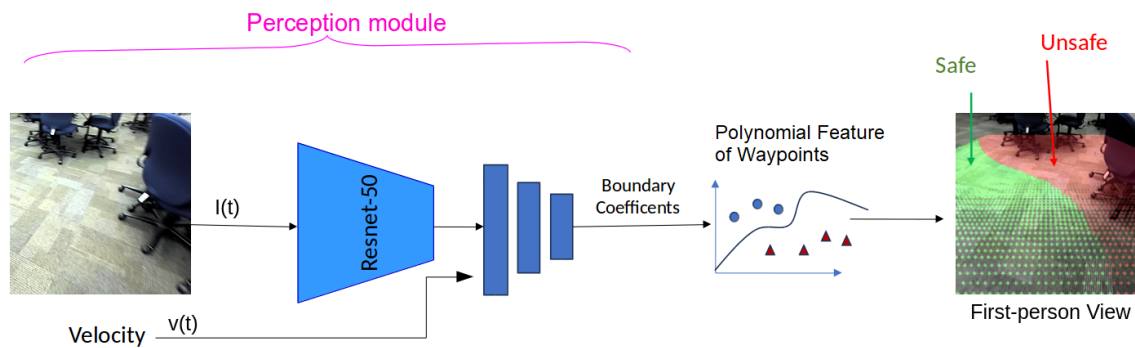 Perception module
Unsafe
Safe
Polynomial Feature
of Waypoints
Resnet-50
I(t)
Boundary
Coefficents
First-person View
Velocity
v(t)